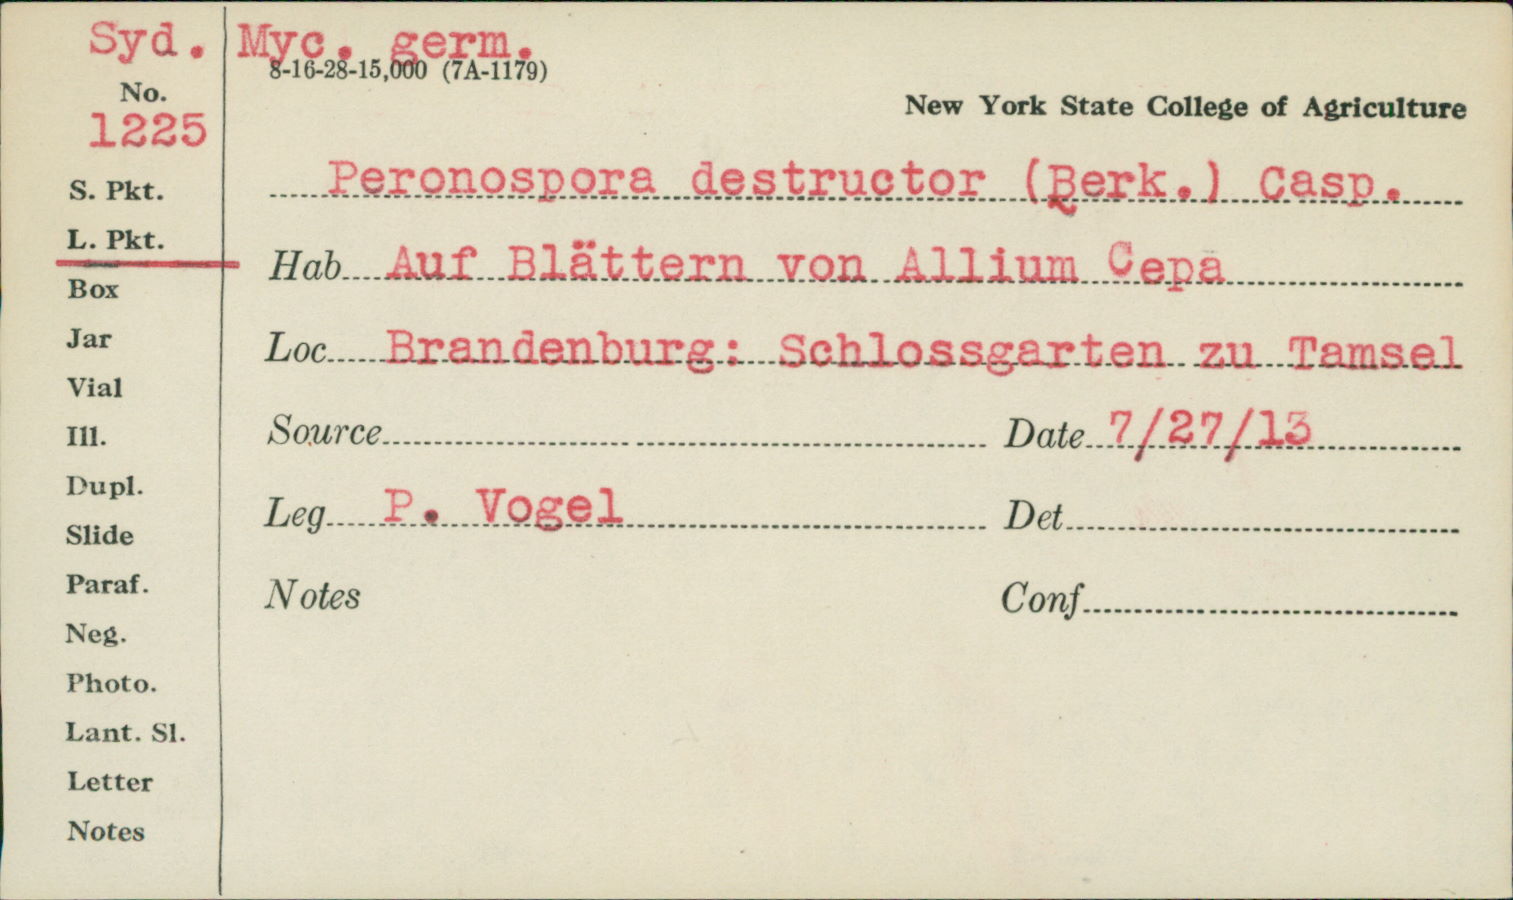 Syd. Myc. germ.
8-16-28-15,000 (7A-1179)
No.
1225
New York State College of Agriculture
S. Pkt.
Peronospora destructor (Berk.) Casp.
L. Pkt.
Hab Auf Blättern von Allium Cepa
Box
Jar
Loc Brandenburg: Schlossgarten zu Tamsel
Vial
Ill.
Source Date 7/27/13
Dupl.
Leg P. Vogel Det
Slide
Paraf.
Notes Conf
Neg.
Photo.
Lant. Sl.
Letter
Notes